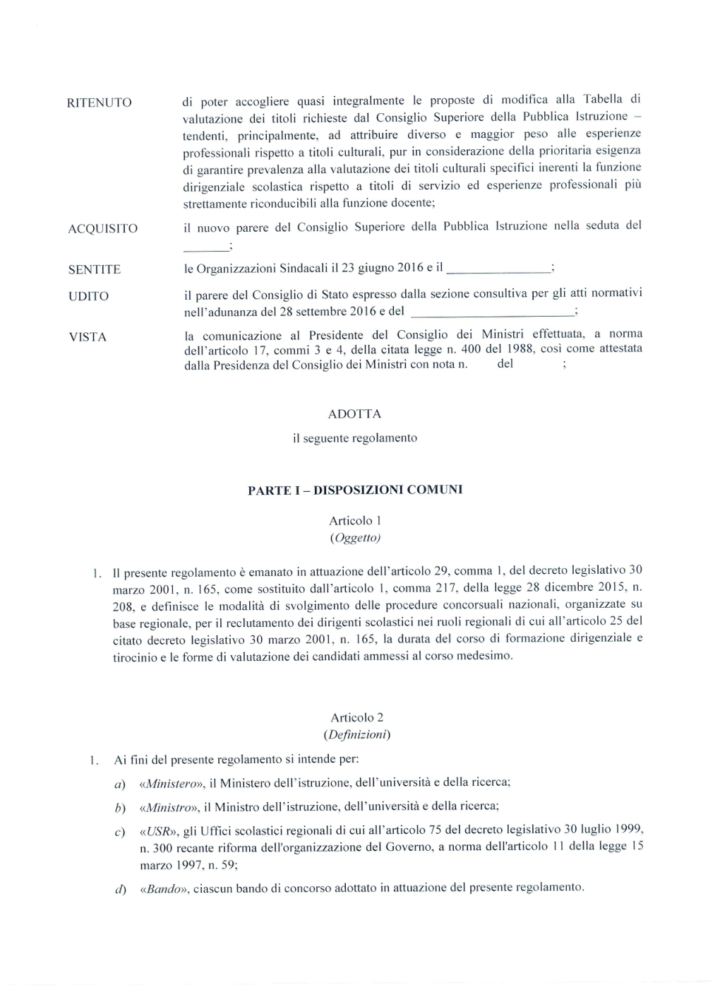 RITENUTO di poter accogliere quasi integralmente le proposte di modifica alla Tabella di
valutazione dei titoli richieste dal Consiglio Superiore della Pubblica Istruzione –
tendenti, principalmente, ad attribuire diverso e maggior peso alle esperienze
professionali rispetto a titoli culturali, pur in considerazione della prioritaria esigenza
di garantire prevalenza alla valutazione dei titoli culturali specifici inerenti la funzione
dirigenziale scolastica rispetto a titoli di servizio ed esperienze professionali più
strettamente riconducibili alla funzione docente;
ACQUISITO il nuovo parere del Consiglio Superiore della Pubblica Istruzione nella seduta del
________;
SENTITE le Organizzazioni Sindacali il 23 giugno 2016 e il __________________;
UDITO il parere del Consiglio di Stato espresso dalla sezione consultiva per gli atti normativi
nell'adunanza del 28 settembre 2016 e del ____________________________;
VISTA la comunicazione al Presidente del Consiglio dei Ministri effettuata, a norma
dell'articolo 17, commi 3 e 4, della citata legge n. 400 del 1988, così come attestata
dalla Presidenza del Consiglio dei Ministri con nota n. del ;
ADOTTA
il seguente regolamento
PARTE I – DISPOSIZIONI COMUNI
Articolo 1
(Oggetto)
1. Il presente regolamento è emanato in attuazione dell'articolo 29, comma 1, del decreto legislativo 30
marzo 2001, n. 165, come sostituito dall'articolo 1, comma 217, della legge 28 dicembre 2015, n.
208, e definisce le modalità di svolgimento delle procedure concorsuali nazionali, organizzate su
base regionale, per il reclutamento dei dirigenti scolastici nei ruoli regionali di cui all'articolo 25 del
citato decreto legislativo 30 marzo 2001, n. 165, la durata del corso di formazione dirigenziale e
tirocinio e le forme di valutazione dei candidati ammessi al corso medesimo.
Articolo 2
(Definizioni)
1. Ai fini del presente regolamento si intende per:
a) «Ministero», il Ministero dell'istruzione, dell'università e della ricerca;
b) «Ministro», il Ministro dell'istruzione, dell'università e della ricerca;
c) «USR», gli Uffici scolastici regionali di cui all'articolo 75 del decreto legislativo 30 luglio 1999,
n. 300 recante riforma dell'organizzazione del Governo, a norma dell'articolo 11 della legge 15
marzo 1997, n. 59;
d) «Bando», ciascun bando di concorso adottato in attuazione del presente regolamento.